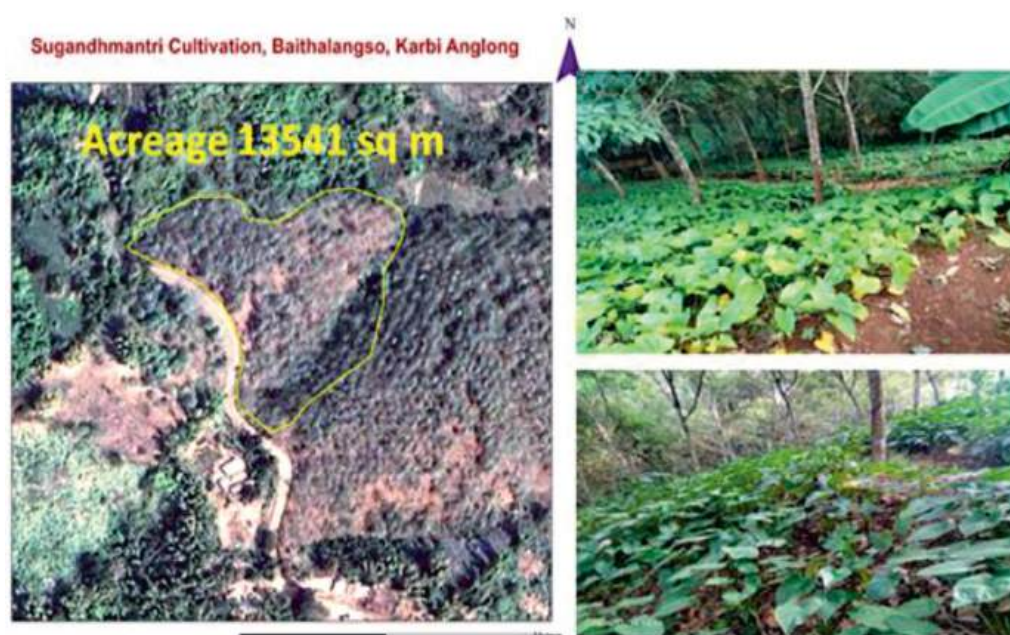 N
Sugandhmantri Cultivation, Baithalangso, Karbi Anglong
Acreage 13541 sq m